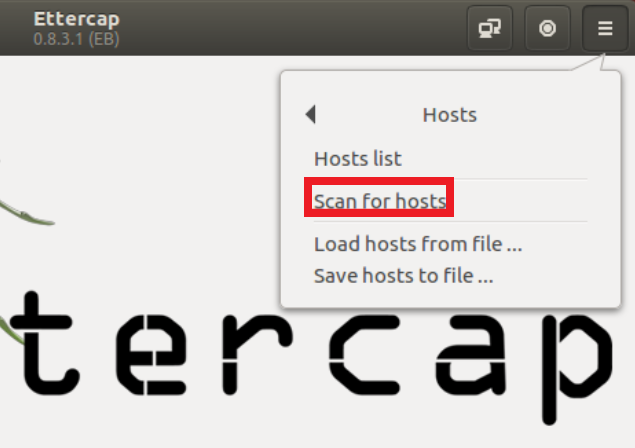 Ettercap
0.8.3.1 (EB)
Hosts
Hosts list
Scan for hosts
Load hosts from file ...
Save hosts to file ...
tercap